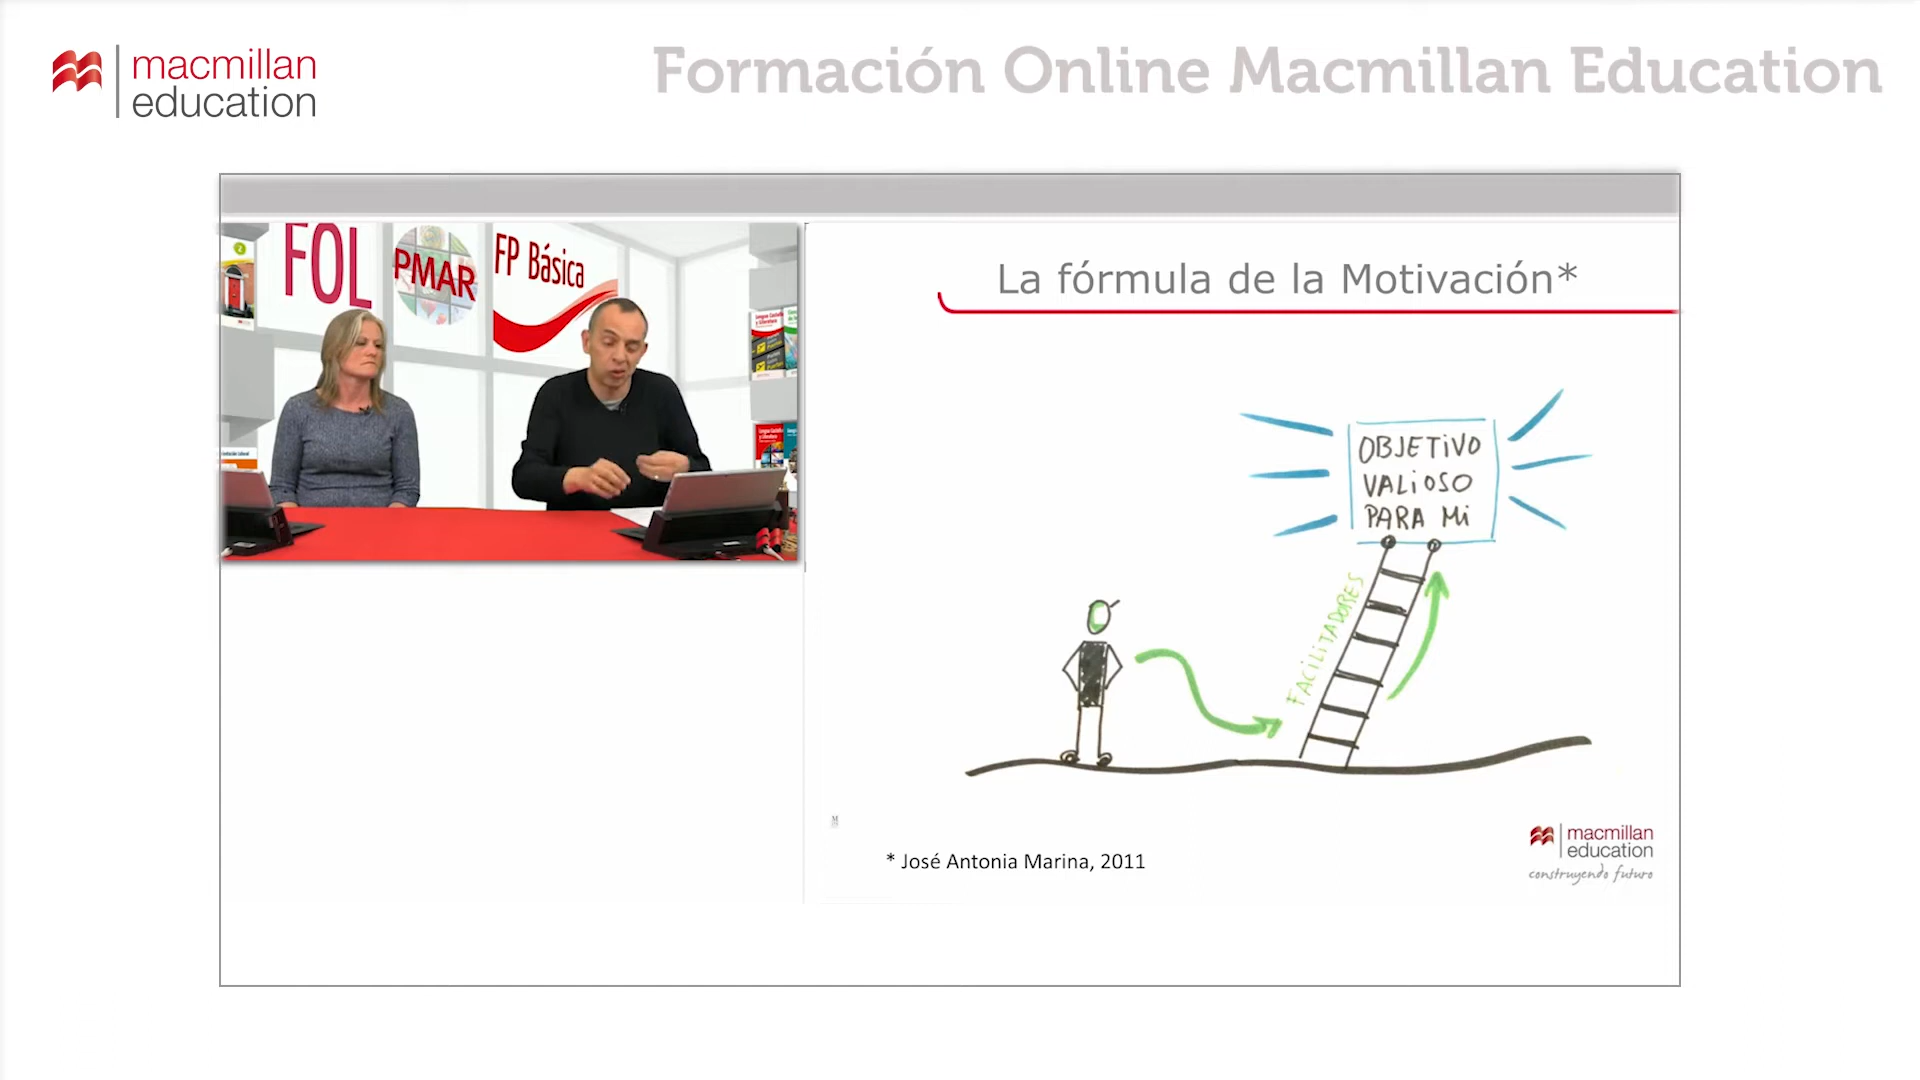 macmillan
education
Formación Online Macmillan Education
FOL
PMAR
FP Básica
2
La fórmula de la Motivación*
OBJETIVO
VALIOSO
PARA Mi
FACILITADORES
* José Antonia Marina, 2011
macmillan
education
construyendo futuro